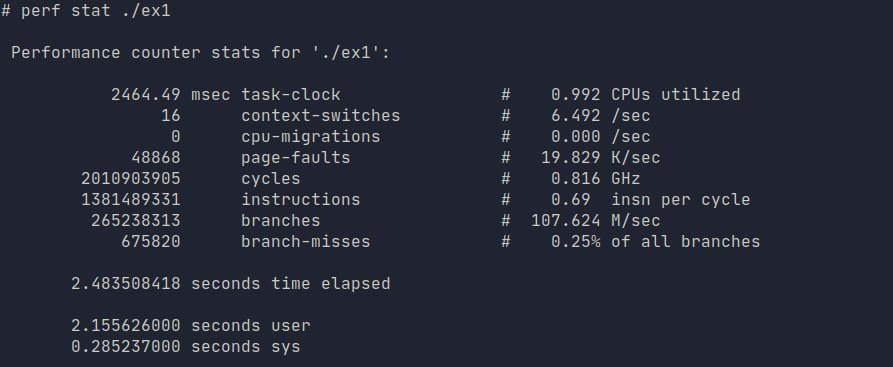 # perf stat ./ex1
Performance counter stats for './ex1':
2464.49 msec task-clock # 0.992 CPUs utilized
16 context-switches # 6.492 /sec
0 cpu-migrations # 0.000 /sec
48868 page-faults # 19.829 K/sec
2010903905 cycles # 0.816 GHz
1381489331 instructions # 0.69 insn per cycle
265238313 branches # 107.624 M/sec
675820 branch-misses # 0.25% of all branches
2.483508418 seconds time elapsed
2.155626000 seconds user
0.285237000 seconds sys